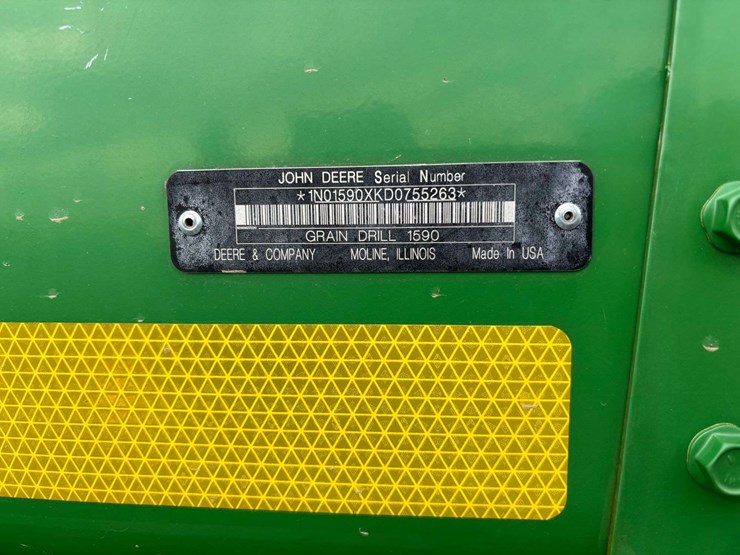 JOHN DEERE Serial Number
*1N01590XKD0755263*
GRAIN DRILL 1590
DEERE & COMPANY MOLINE, ILLINOIS Made In USA